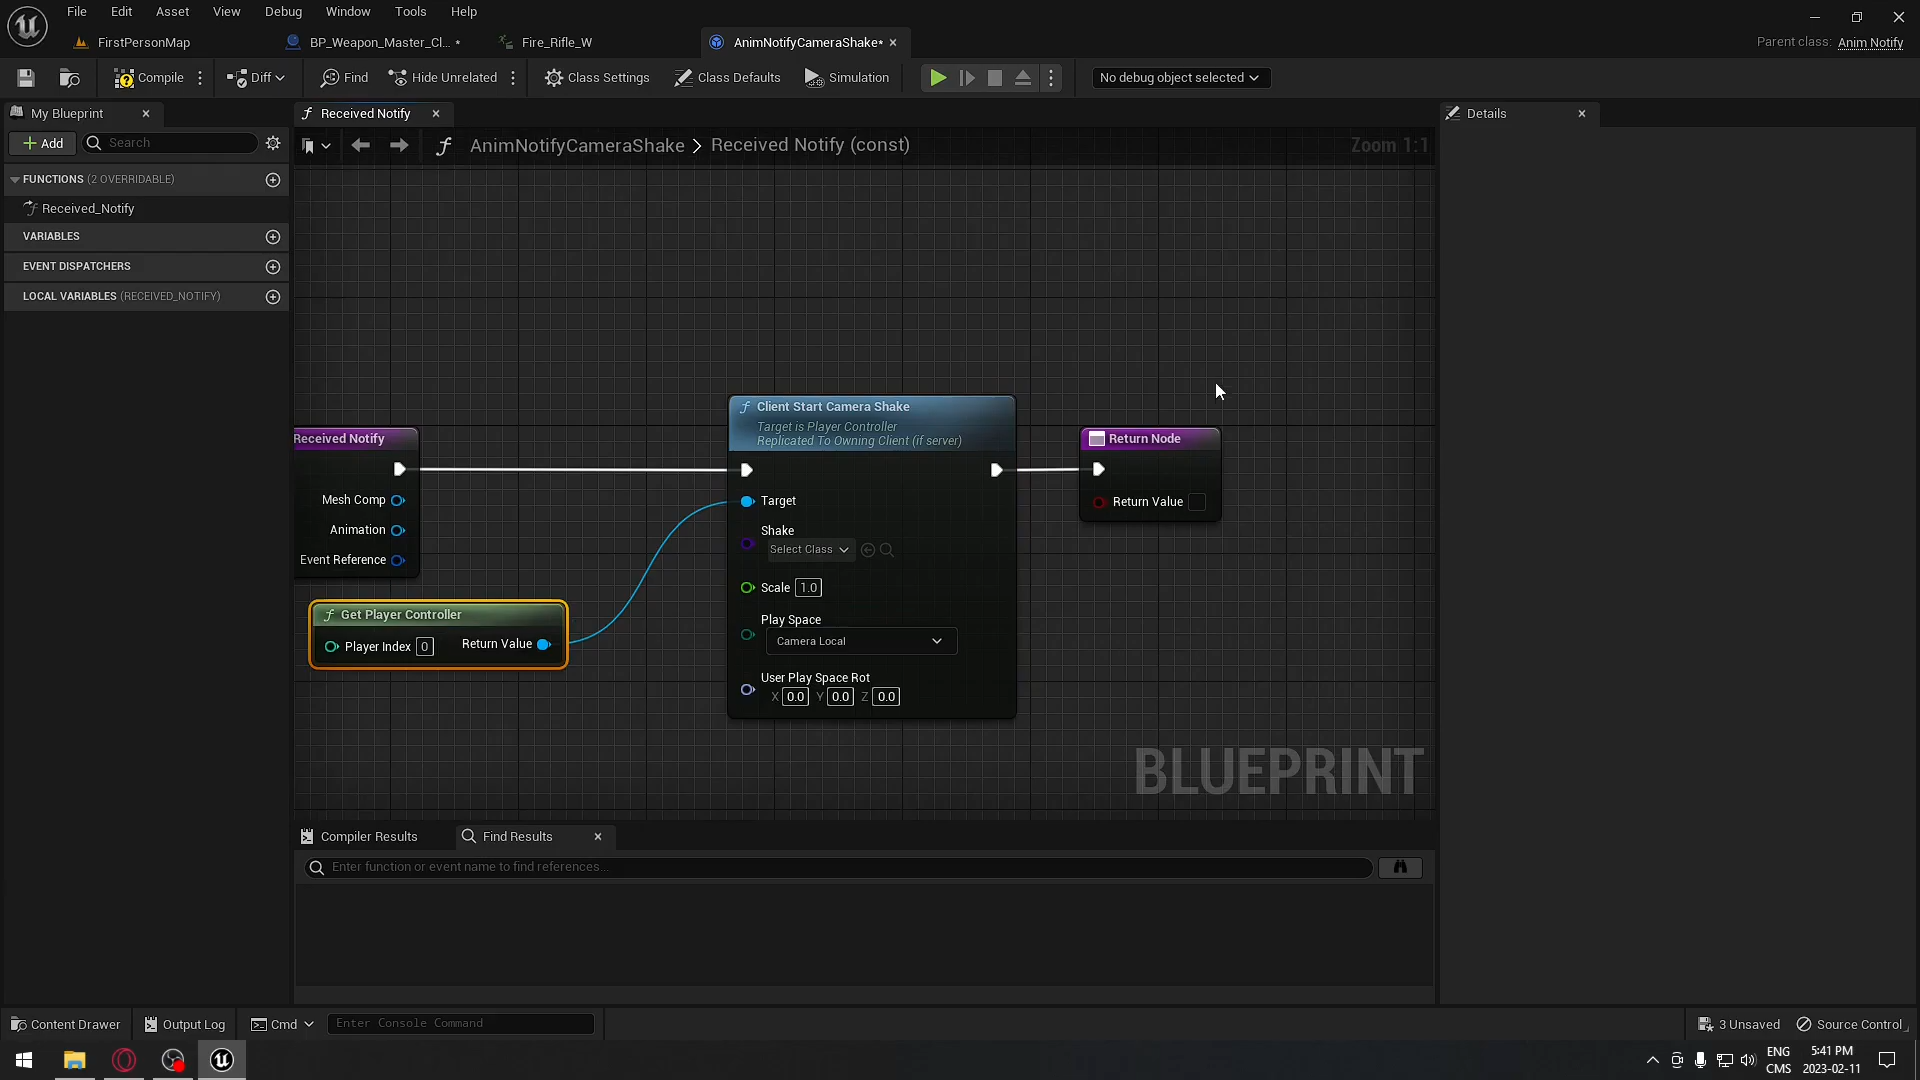 File Edit Asset View Debug Window Tools Help
FirstPersonMap BP_Weapon_Master_Cl... * Fire_Rifle_W AnimNotifyCameraShake*
Parent class: Anim Notify
Compile Diff Find Hide Unrelated Class Settings Class Defaults Simulation No debug object selected
My Blueprint
Received Notify
Details
Add Search
AnimNotifyCameraShake > Received Notify (const)
Zoom 1:1
FUNCTIONS (2 OVERRIDABLE)
Received_Notify
VARIABLES
EVENT DISPATCHERS
LOCAL VARIABLES (RECEIVED_NOTIFY)
Received Notify
Mesh Comp
Animation
Event Reference
Get Player Controller
Player Index 0 Return Value
Client Start Camera Shake
Target is Player Controller
Replicated To Owning Client (if server)
Target
Shake
Select Class
Scale 1.0
Play Space
Camera Local
User Play Space Rot
X 0.0 Y 0.0 Z 0.0
Return Node
Return Value
BLUEPRINT
Compiler Results Find Results
Enter function or event name to find references...
Content Drawer Output Log Cmd Enter Console Command
3 Unsaved Source Control
ENG
CMS
5:41 PM
2023-02-11